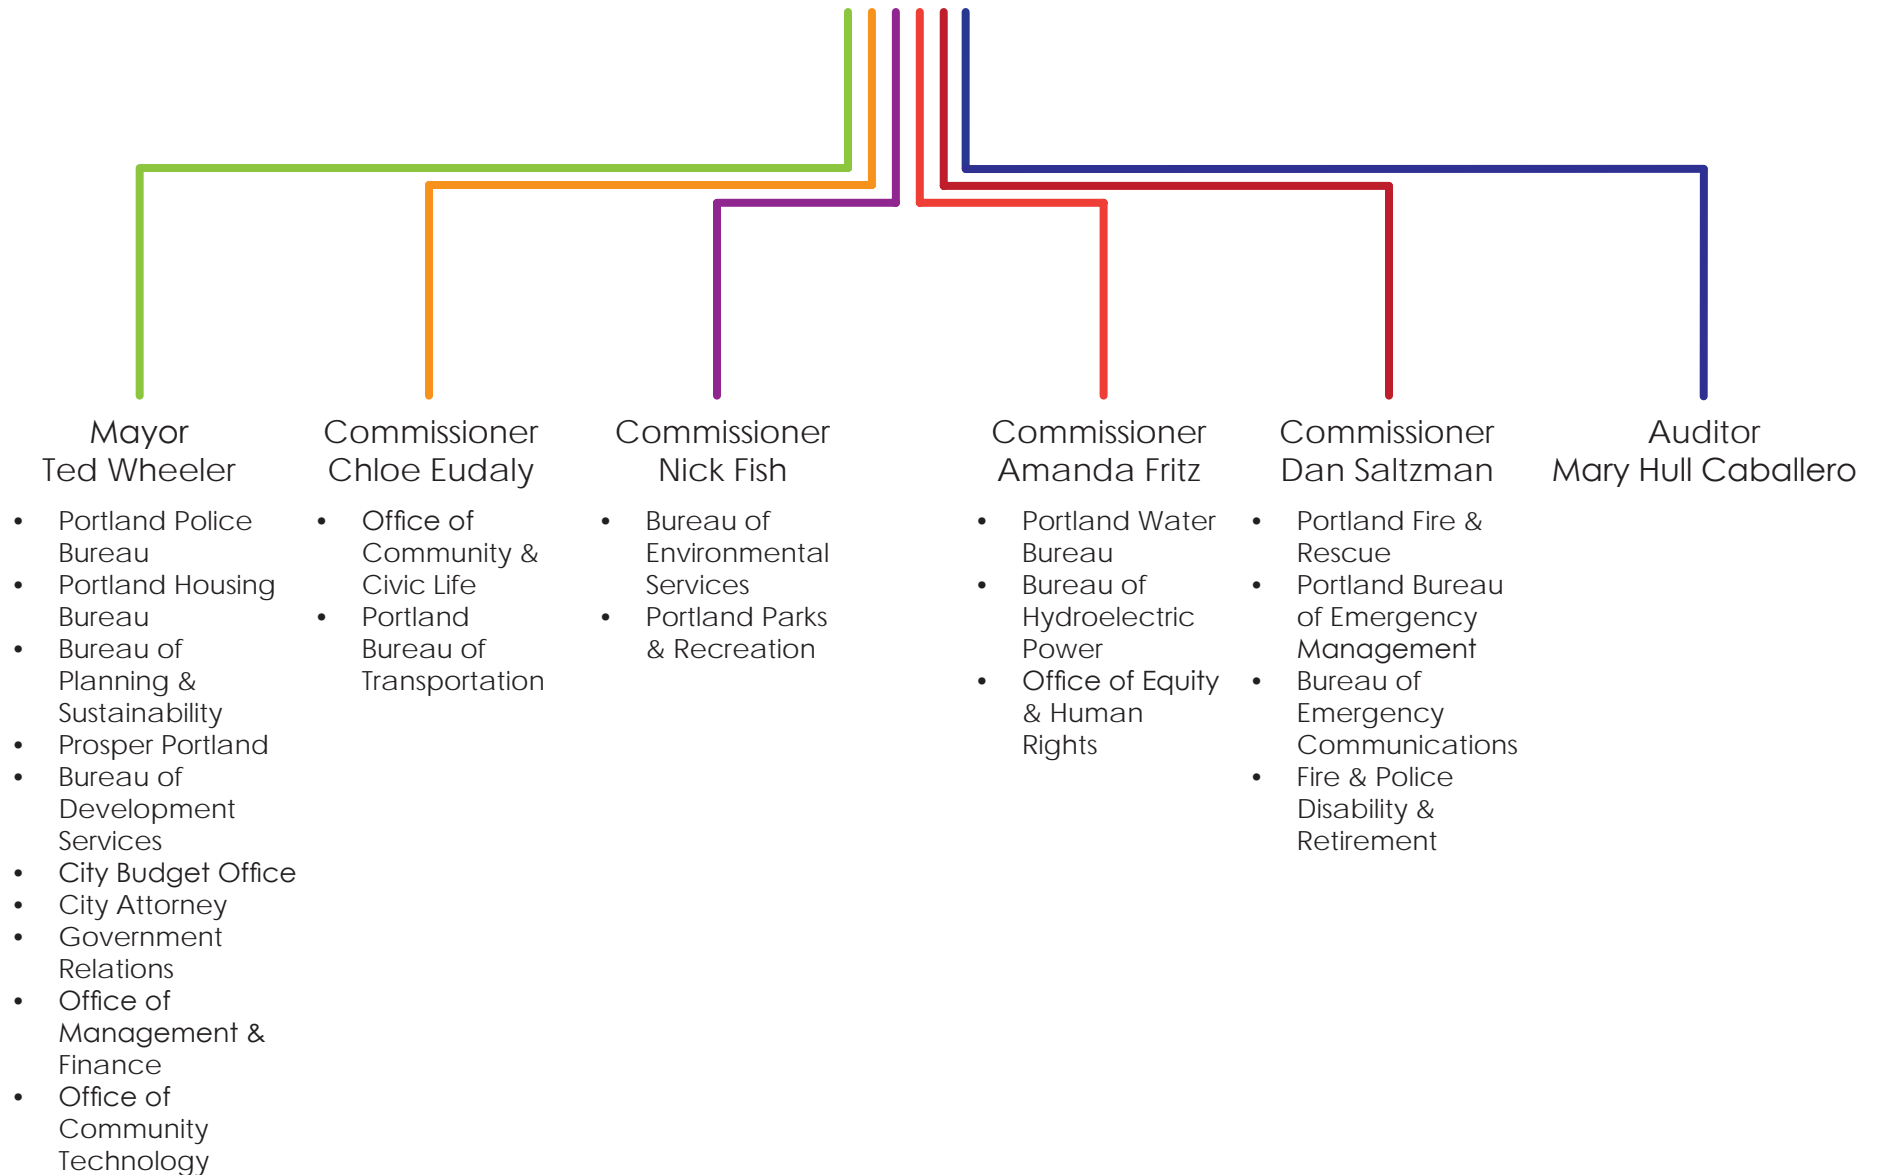 Mayor
Ted Wheeler
• Portland Police
Bureau
• Portland Housing
Bureau
• Bureau of
Planning &
Sustainability
• Prosper Portland
• Bureau of
Development
Services
• City Budget Office
• City Attorney
• Government
Relations
• Office of
Management &
Finance
• Office of
Community
Technology
Commissioner
Chloe Eudaly
• Office of
Community &
Civic Life
• Portland
Bureau of
Transportation
Commissioner
Nick Fish
• Bureau of
Environmental
Services
• Portland Parks
& Recreation
Commissioner
Amanda Fritz
• Portland Water
Bureau
• Bureau of
Hydroelectric
Power
• Office of Equity
& Human
Rights
Commissioner
Dan Saltzman
• Portland Fire &
Rescue
• Portland Bureau
of Emergency
Management
• Bureau of
Emergency
Communications
• Fire & Police
Disability &
Retirement
Auditor
Mary Hull Caballero